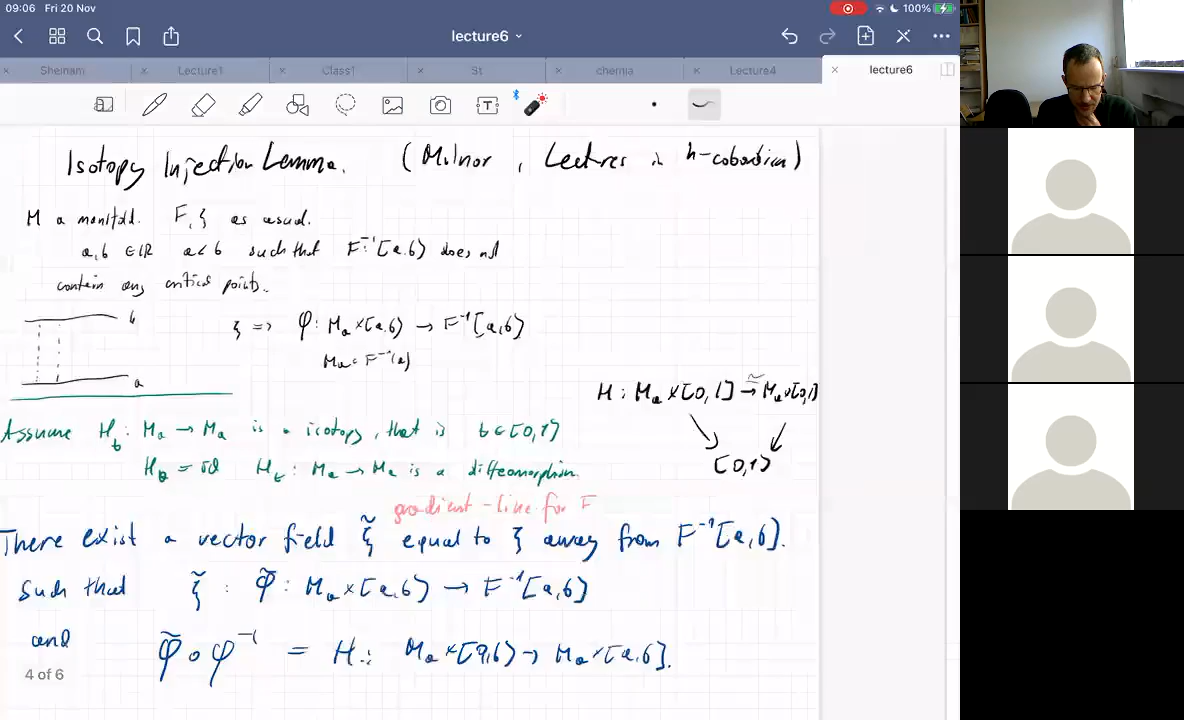 09:06 Fri 20 Nov
100%
lecture6
Lecture1
Class1
St
chernia
Lecture4
lecture6
Isotopy Injection Lemma. (Milnor, Lectures in h-cobordism)
M a manifold. F, ξ as usual.
a, b ∈ ℝ a < b such that F⁻¹[a,b] does not
contain any critical points.
b
ξ => φ: Mₐ × [a,b] → F⁻¹[a,b]
Mₐ = F⁻¹(a)
a
H: Mₐ × [0,1] ≅→ Mₐ × [0,1]
[0,1]
Assume Hₜ: Mₐ → Mₐ is a isotopy, that is t ∈ [0,1]
H₀ = id Hₜ: Mₐ → Mₐ is a diffeomorphism.
gradient-line for F
There exist a vector field ξ̃ equal to ξ away from F⁻¹[a,b].
such that ξ̃ : φ̃: Mₐ × [a,b] → F⁻¹[a,b]
and φ̃ ∘ φ⁻¹ = H: Mₐ × [a,b] → Mₐ × [a,b].
4 of 6